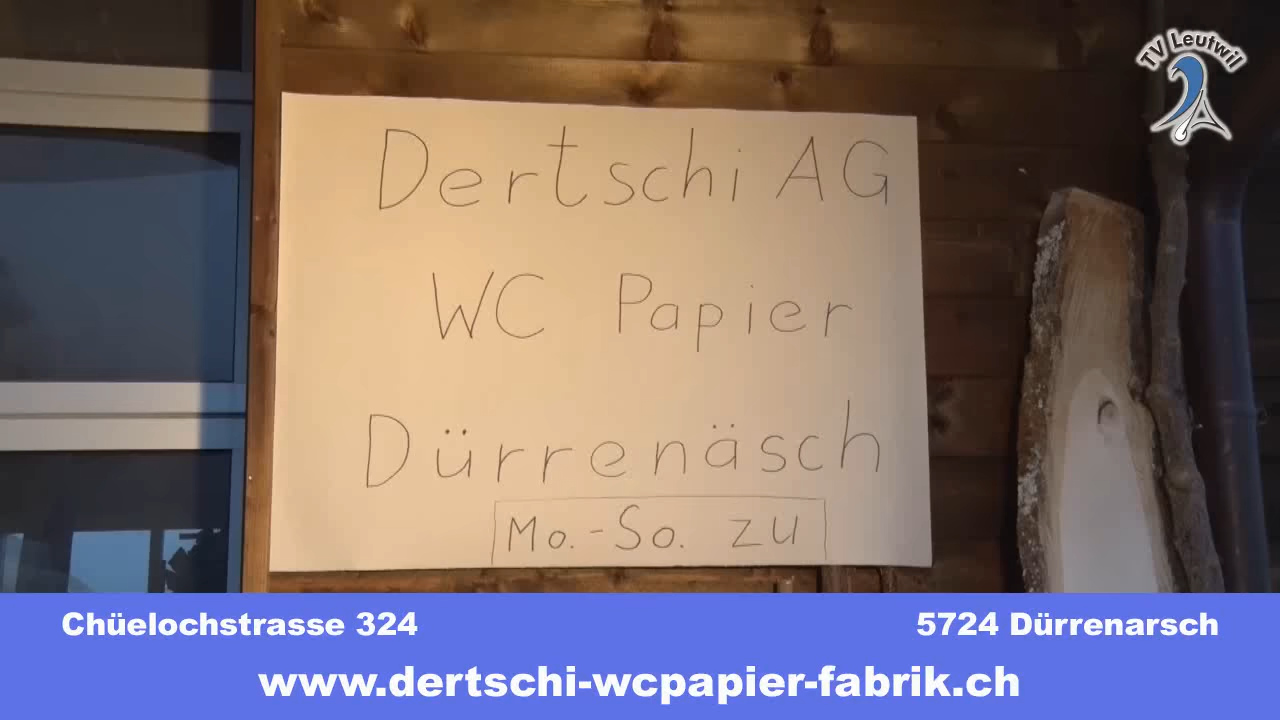 TV Leutwil
Dertschi AG
WC Papier
Dürrenäsch
Mo.-So. zu
Chüelochstrasse 324
5724 Dürrenarsch
www.dertschi-wcpapier-fabrik.ch